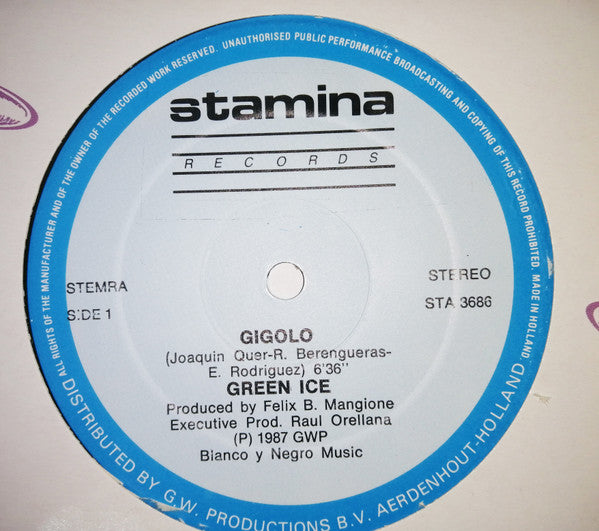 ALL RIGHTS OF THE MANUFACTURER AND OF THE OWNER OF THE RECORDED WORK RESERVED. UNAUTHORISED PUBLIC PERFORMANCE BROADCASTING AND COPYING OF THIS RECORD PROHIBITED. MADE IN HOLLAND.
stamina
RECORDS
STEMRA
STEREO
SIDE 1
STA 3686
GIGOLO
(Joaquin Quer-R. Berengueras-
E. Rodriguez) 6'36''
GREEN ICE
Produced by Felix B. Mangione
Executive Prod. Raul Orellana
(P) 1987 GWP
Blanco y Negro Music
DISTRIBUTED BY G.W. PRODUCTIONS B.V. AERDENHOUT-HOLLAND